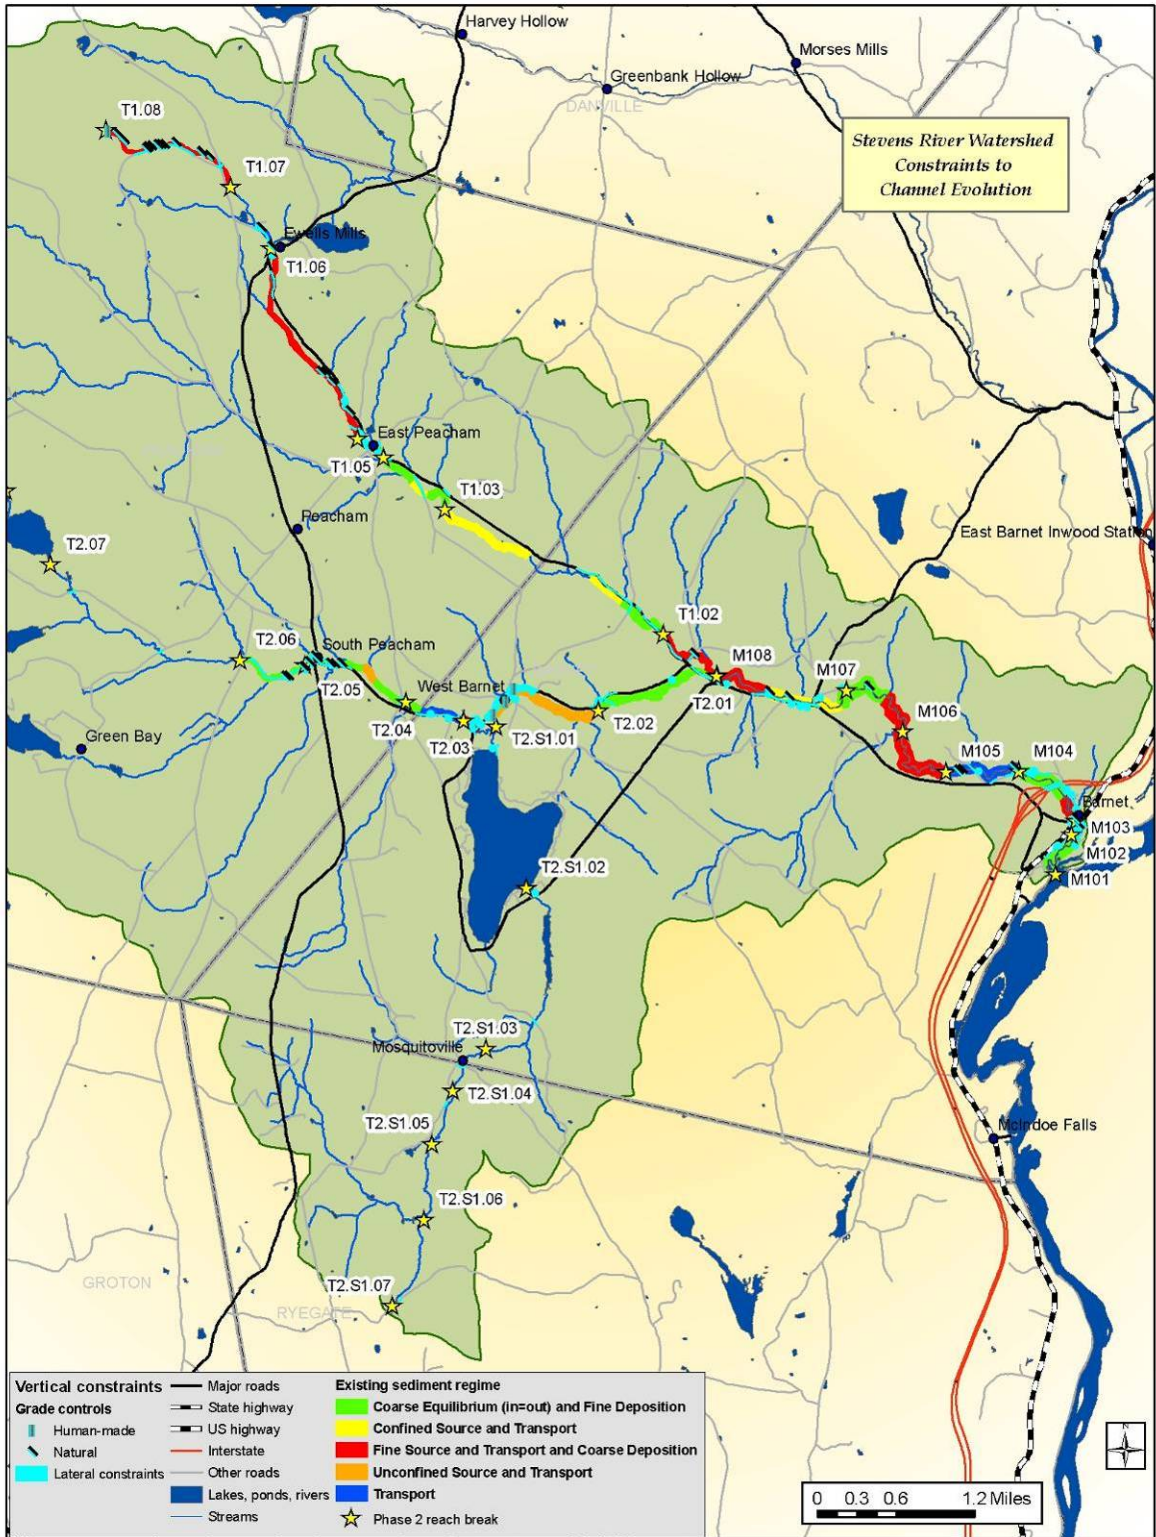 Harvey Hollow
Morses Mills
Greenbank Hollow
DANVILLE
Stevens River Watershed
Constraints to
Channel Evolution
T1.08
T1.07
Ewells Mills
T1.06
East Peacham
T1.05
T1.03
Peacham
East Barnet Inwood Station
T2.07
T1.02
T2.06
South Peacham
M108
M107
T2.05
West Barnet
T2.01
M106
T2.04
T2.02
T2.03
T2.S1.01
Green Bay
M105
M104
Barnet
M103
M102
M101
T2.S1.02
T2.S1.03
Mosquitoville
T2.S1.04
T2.S1.05
McIndoe Falls
T2.S1.06
GROTON
T2.S1.07
RYEGATE
Vertical constraints
Grade controls
Human-made
Natural
Lateral constraints
Major roads
State highway
US highway
Interstate
Other roads
Lakes, ponds, rivers
Streams
Existing sediment regime
Coarse Equilibrium (in=out) and Fine Deposition
Confined Source and Transport
Fine Source and Transport and Coarse Deposition
Unconfined Source and Transport
Transport
Phase 2 reach break
0 0.3 0.6 1.2 Miles